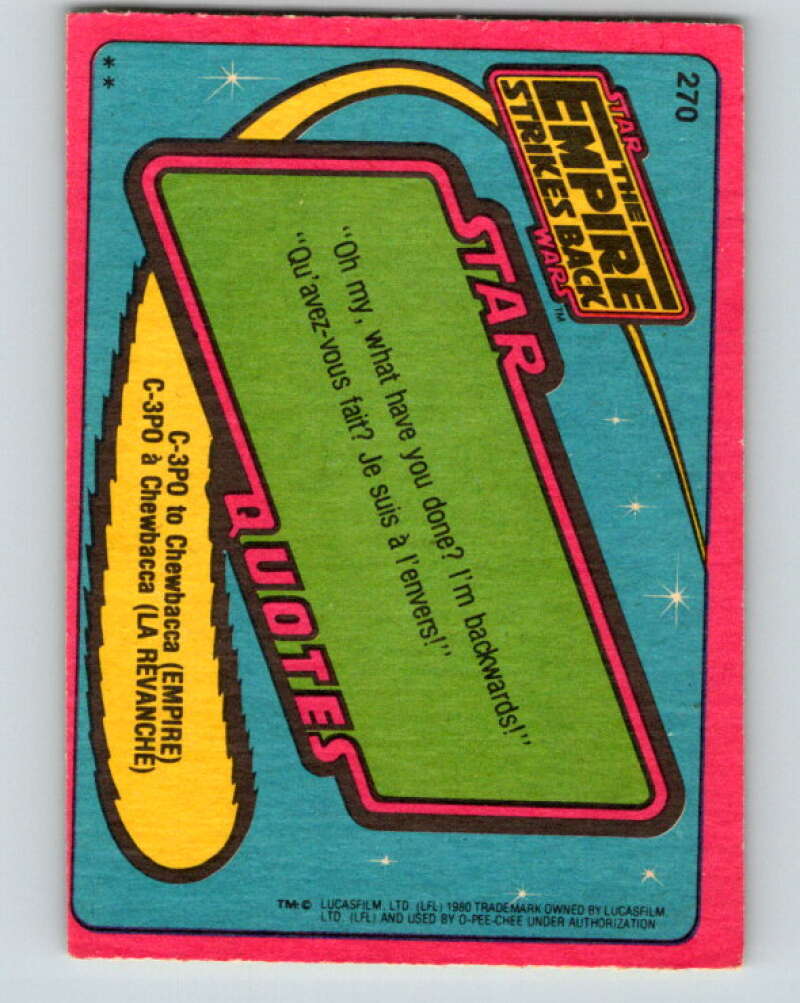 270
STAR
THE
EMPIRE
STRIKES BACK
WARS™
STAR
"Oh my, what have you done? I'm backwards!"
"Qu'avez-vous fait? Je suis à l'envers!"
QUOTES
C-3PO to Chewbacca (EMPIRE)
C-3PO à Chewbacca (LA REVANCHE)
TM:© LUCASFILM, LTD. (LFL) 1980 TRADEMARK OWNED BY LUCASFILM,
LTD. (LFL) AND USED BY O-PEE-CHEE UNDER AUTHORIZATION
**